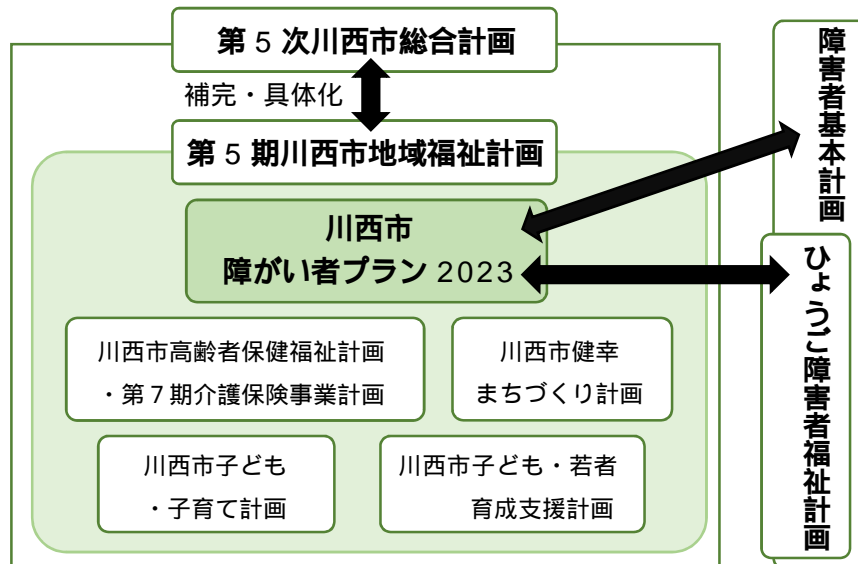 第5次川西市総合計画
補完・具体化
第5期川西市地域福祉計画
川西市
障がい者プラン2023
川西市高齢者保健福祉計画
・第7期介護保険事業計画
川西市健幸
まちづくり計画
川西市子ども
・子育て計画
川西市子ども・若者
育成支援計画
障害者基本計画
ひょうご障害者福祉計画